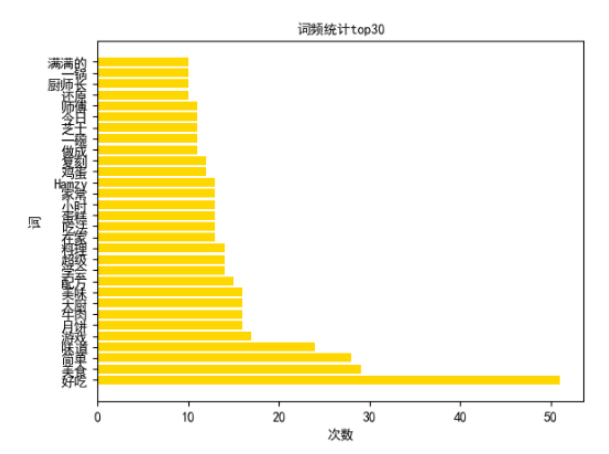 词频统计top30
满满的
一锅
厨师长
还原
师傅
今日
芝士
一碗
做成
复刻
鸡蛋
Hamzy
家常
小时
蛋糕
吃法
在家
料理
超级
学会
配方
美味
大厨
牛肉
月饼
游戏
味道
简单
美食
好吃
词
0 10 20 30 40 50
次数